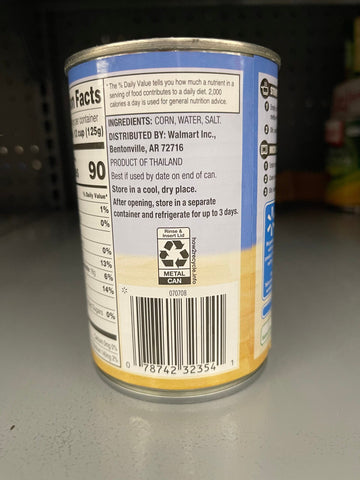 n Facts
per container
/2 cup (125g)
90
% Daily Value*
1%
0%
0%
13%
6%
14%
Sugars 0%
0%
* The % Daily Value tells you how much a nutrient in a
serving of food contributes to a daily diet. 2,000
calories a day is used for general nutrition advice.
INGREDIENTS: CORN, WATER, SALT.
DISTRIBUTED BY: Walmart Inc.,
Bentonville, AR 72716
PRODUCT OF THAILAND
Best if used by date on end of can.
Store in a cool, dry place.
After opening, store in a separate
container and refrigerate for up to 3 days.
Rinse &
Insert Lid
METAL
CAN
how2recycle.info
070708
0 78742 32354 1